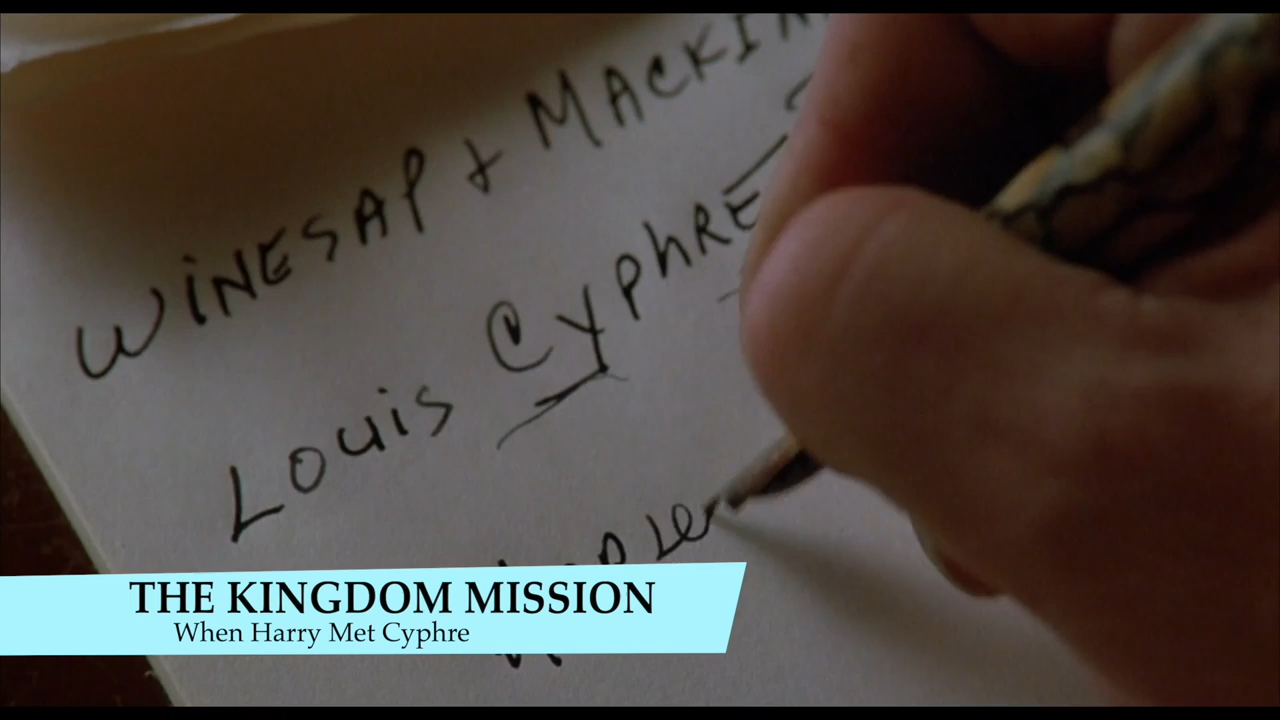 WiNESAP + MACKI
Louis CyphRE
THE KINGDOM MISSION
When Harry Met Cyphre